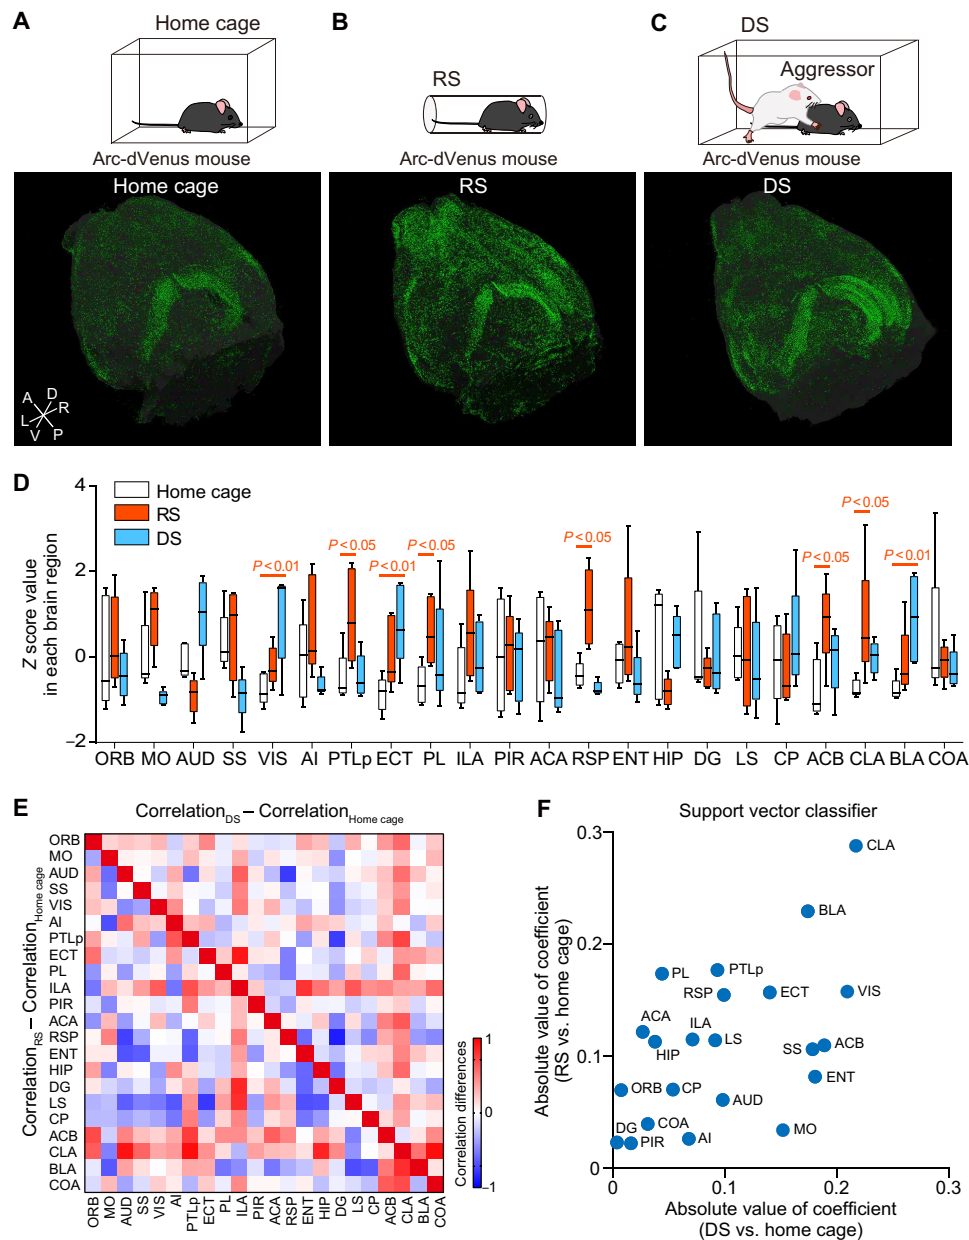 A
Home cage
Arc-dVenus mouse
Home cage
A
D
R
L
V
P
B
RS
Arc-dVenus mouse
RS
C
DS
Aggressor
Arc-dVenus mouse
DS
D
Z score value
in each brain region
4
2
0
−2
Home cage
RS
DS
P < 0.01
P < 0.05
P < 0.01
P < 0.05
P < 0.05
P < 0.05
P < 0.05
P < 0.01
ORB MO AUD SS VIS AI PTLp ECT PL ILA PIR ACA RSP ENT HIP DG LS CP ACB CLA BLA COA
E
Correlation DS – Correlation Home cage
Correlation RS – Correlation Home cage
ORB
MO
AUD
SS
VIS
AI
PTLp
ECT
PL
ILA
PIR
ACA
RSP
ENT
HIP
DG
LS
CP
ACB
CLA
BLA
COA
ORB MO AUD SS VIS AI PTLp ECT PL ILA PIR ACA RSP ENT HIP DG LS CP ACB CLA BLA COA
Correlation differences
1
0
−1
F
Support vector classifier
Absolute value of coefficient
(RS vs. home cage)
0.3
0.2
0.1
0
CLA
BLA
PL
PTLp
RSP
ECT
VIS
ACA
HIP
ILA
LS
SS
ACB
ENT
ORB
CP
AUD
MO
DG
COA
PIR
AI
0 0.1 0.2 0.3
Absolute value of coefficient
(DS vs. home cage)